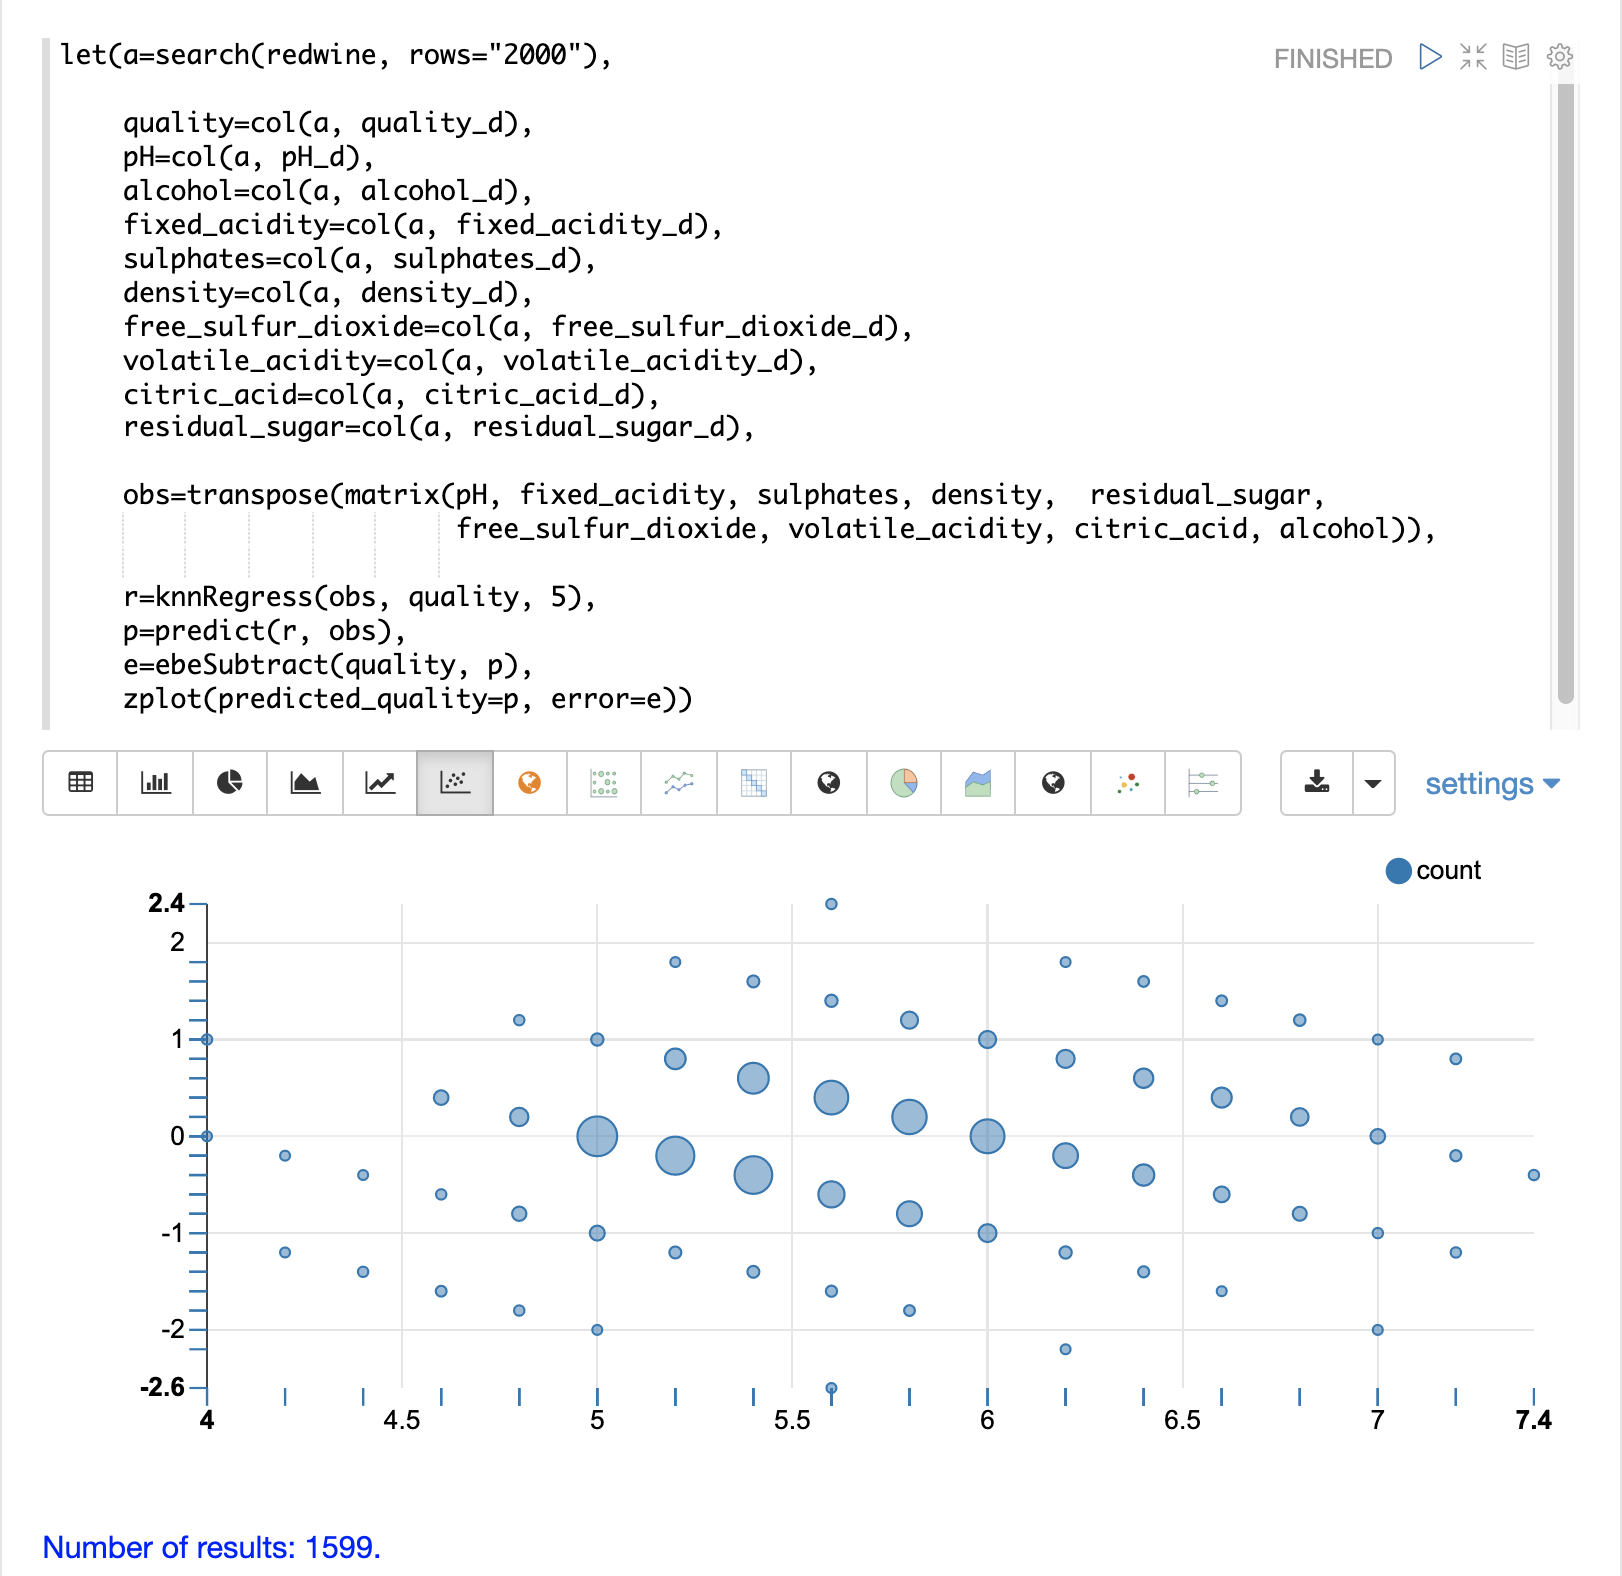 let(a=search(redwine, rows="2000"),
FINISHED
quality=col(a, quality_d),
pH=col(a, pH_d),
alcohol=col(a, alcohol_d),
fixed_acidity=col(a, fixed_acidity_d),
sulphates=col(a, sulphates_d),
density=col(a, density_d),
free_sulfur_dioxide=col(a, free_sulfur_dioxide_d),
volatile_acidity=col(a, volatile_acidity_d),
citric_acid=col(a, citric_acid_d),
residual_sugar=col(a, residual_sugar_d),
obs=transpose(matrix(pH, fixed_acidity, sulphates, density,  residual_sugar,
free_sulfur_dioxide, volatile_acidity, citric_acid, alcohol)),
r=knnRegress(obs, quality, 5),
p=predict(r, obs),
e=ebeSubtract(quality, p),
zplot(predicted_quality=p, error=e))
settings
count
2.4
2
1
0
-1
-2
-2.6
4 4.5 5 5.5 6 6.5 7 7.4
Number of results: 1599.